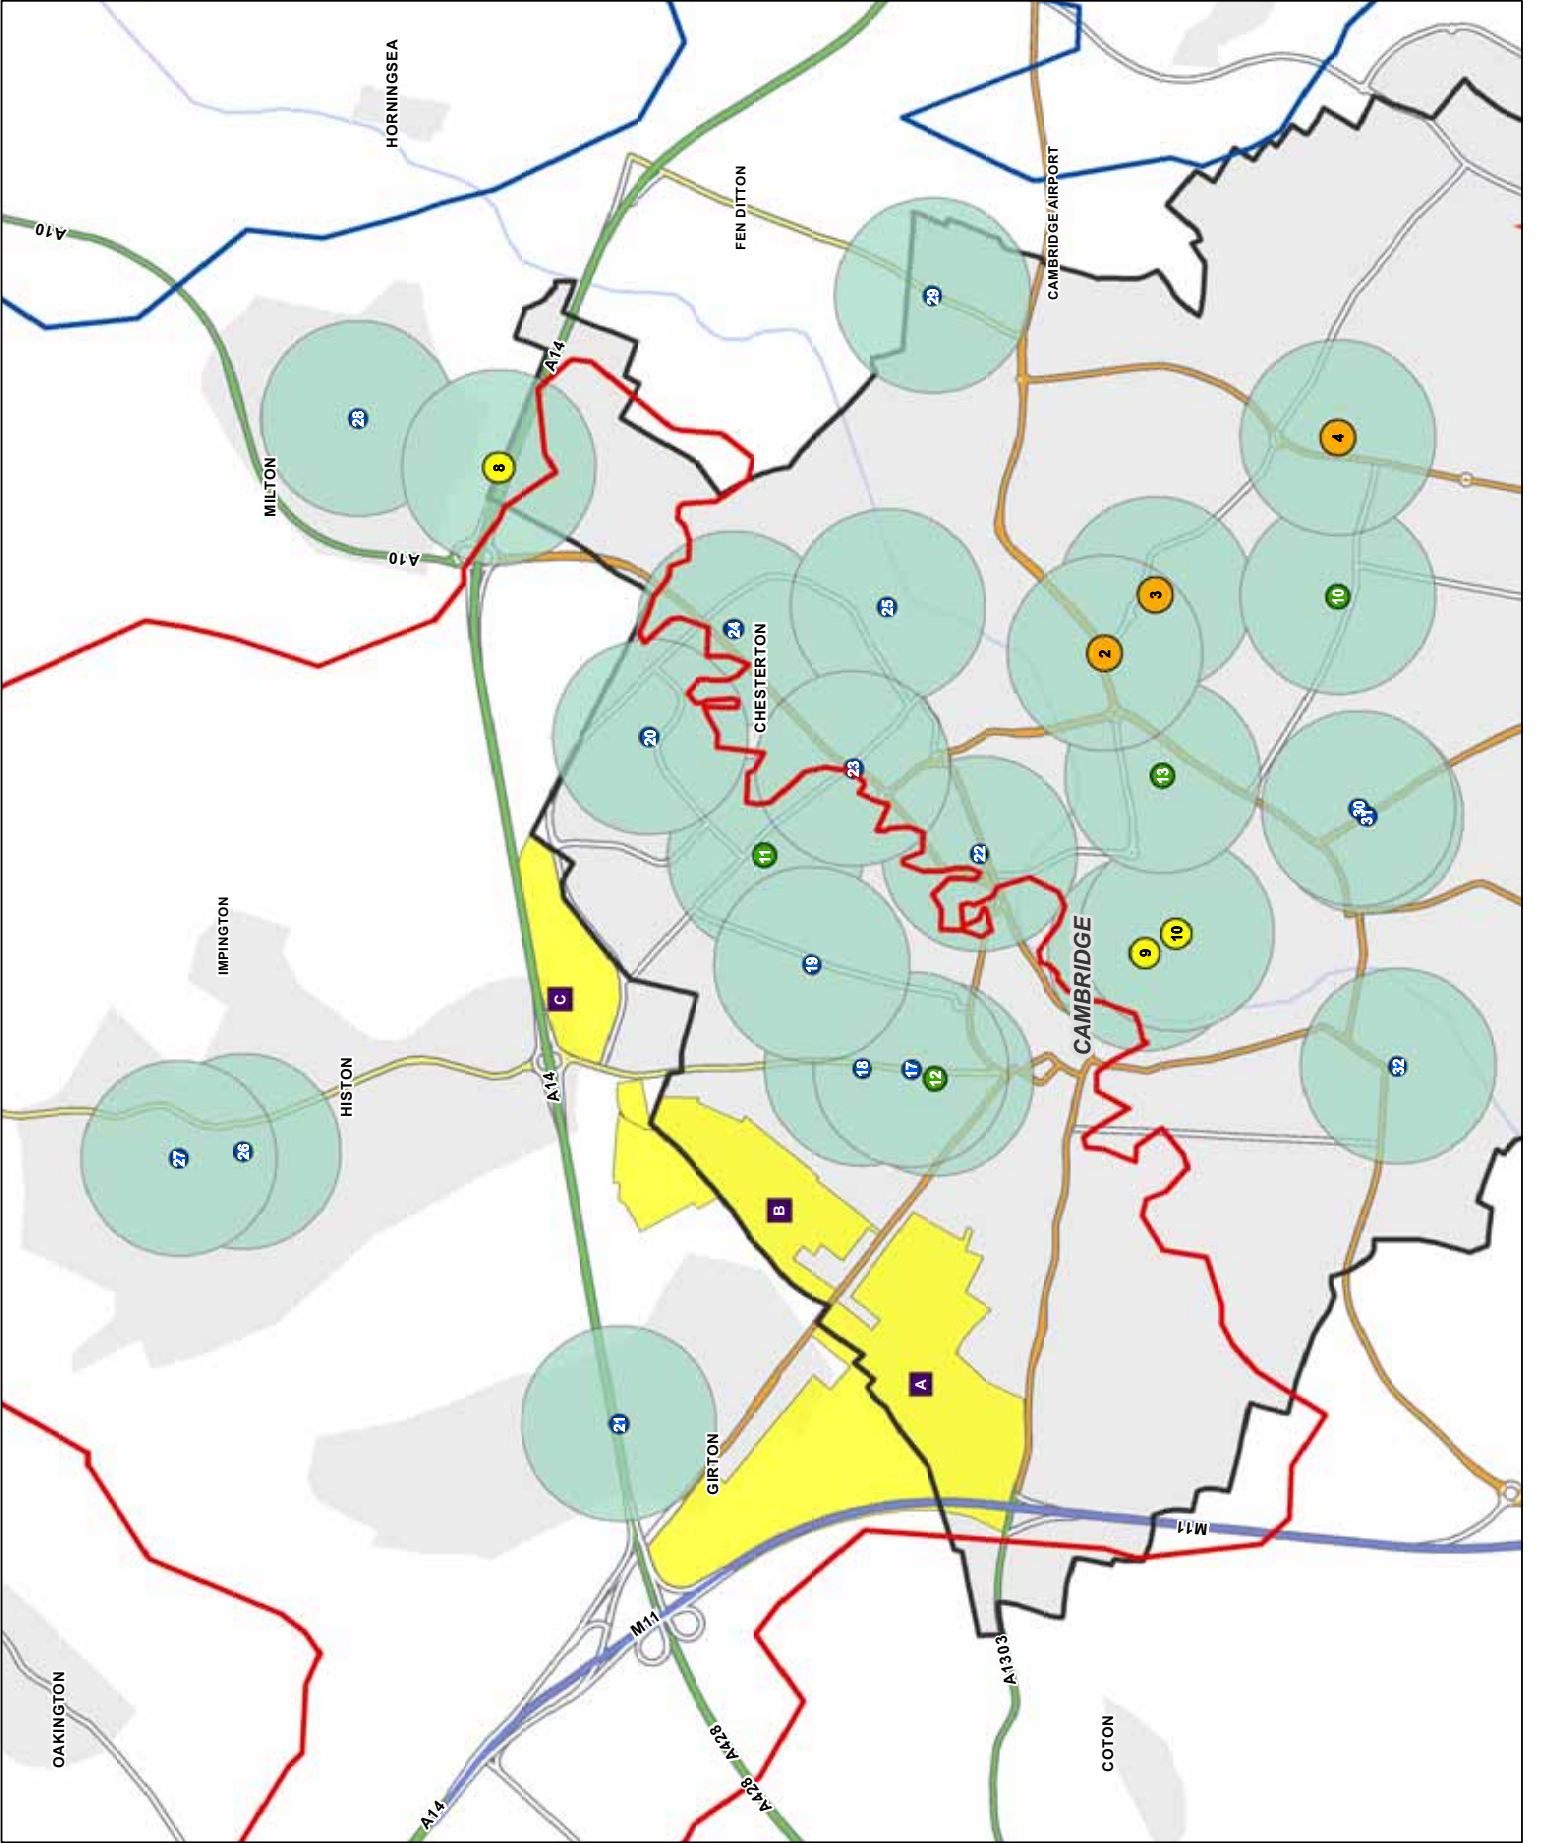 HORNINGSEA
A10
FEN DITTON
CAMBRIDGE AIRPORT
29
A14
28
8
4
MILTON
A10
25
3
10
24
2
CHESTERTON
20
23
13
30
31
11
22
IMPINGTON
19
9
10
CAMBRIDGE
C
HISTON
A14
18
17
12
32
27
26
B
21
A
GIRTON
M11
M11
A1303
OAKINGTON
A428
A428
COTON
A14